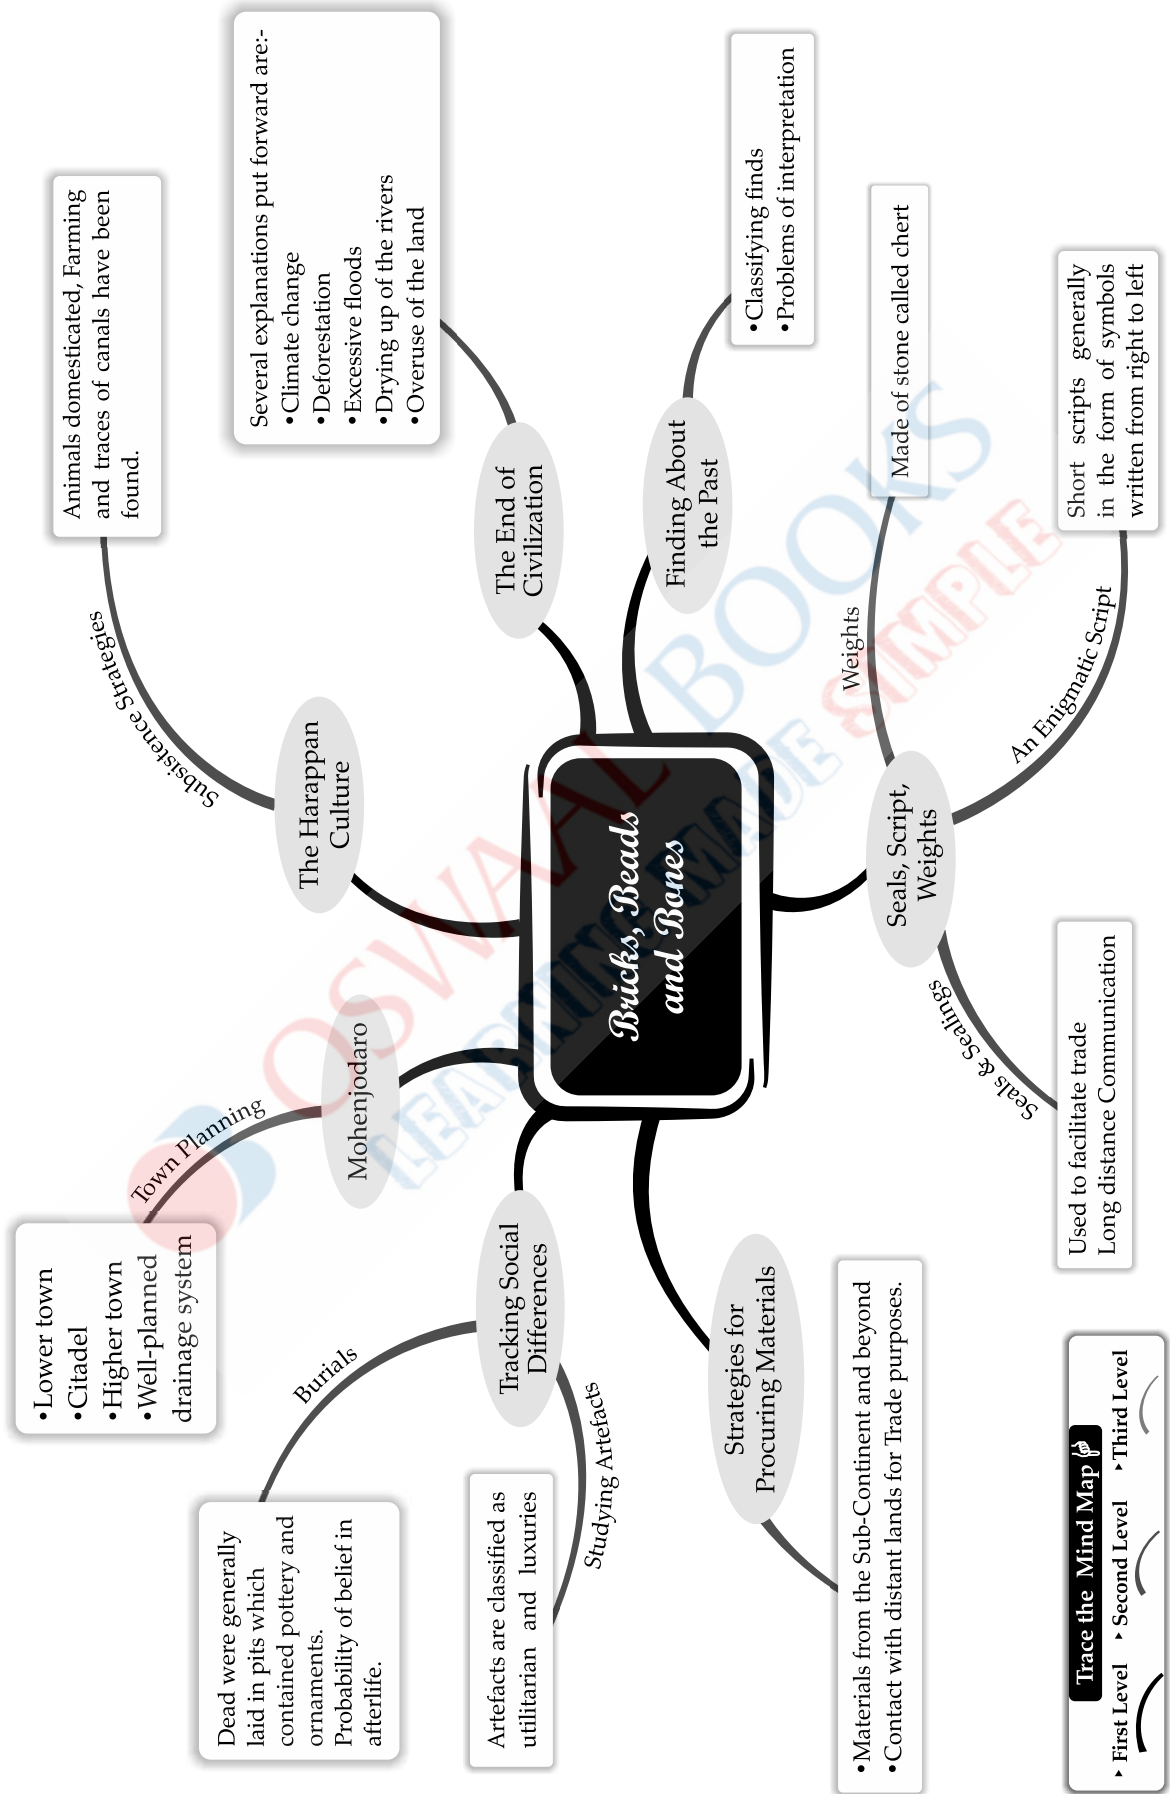 Bricks, Beads
and Bones
Mohenjodaro
Town Planning
•Lower town
•Citadel
•Higher town
•Well-planned
drainage system
The Harappan
Culture
Subsistence Strategies
Animals domesticated, Farming
and traces of canals have been
found.
The End of
Civilization
Several explanations put forward are:-
•Climate change
•Deforestation
•Excessive floods
•Drying up of the rivers
•Overuse of the land
Finding About
the Past
•Classifying finds
•Problems of interpretation
Seals, Script,
Weights
Weights
Made of stone called chert
An Enigmatic Script
Short scripts generally
in the form of symbols
written from right to left
Seals & Sealings
Used to facilitate trade
Long distance Communication
Strategies for
Procuring Materials
•Materials from the Sub-Continent and beyond
•Contact with distant lands for Trade purposes.
Tracking Social
Differences
Burials
Dead were generally
laid in pits which
contained pottery and
ornaments.
Probability of belief in
afterlife.
Studying Artefacts
Artefacts are classified as
utilitarian and luxuries
Trace the Mind Map
First Level
Second Level
Third Level
OSWAAL BOOKS
LEARNING MADE SIMPLE